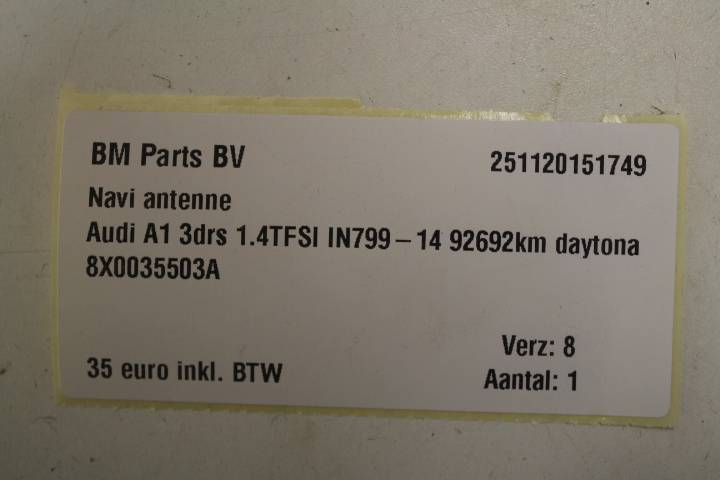 BM Parts BV 251120151749
Navi antenne
Audi A1 3drs 1.4TFSI IN799 – 14 92692km daytona
8X0035503A
Verz: 8
35 euro inkl. BTW Aantal: 1